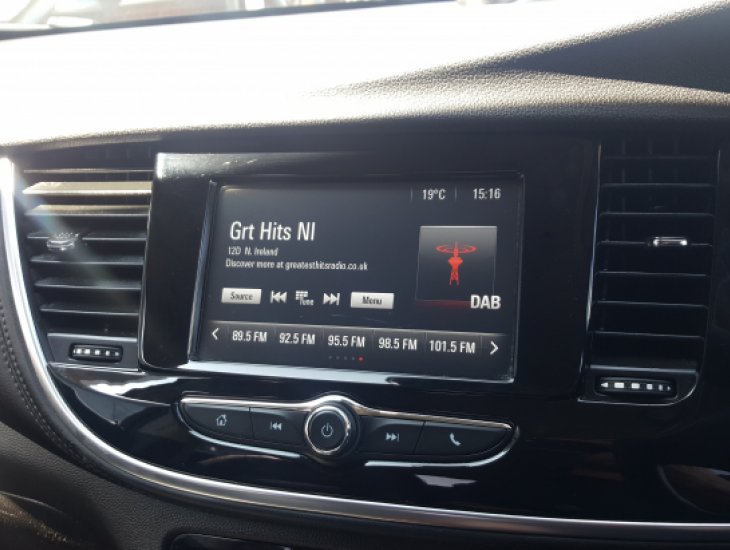 19°C 15:16
Grt Hits NI
12D N. Ireland
Discover more at greatesthitsradio.co.uk
Source Tune Menu
DAB
89.5 FM 92.5 FM 95.5 FM 98.5 FM 101.5 FM